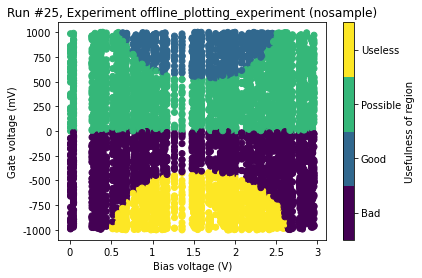 Run #25, Experiment offline_plotting_experiment (nosample)
1000
750
500
250
0
-250
-500
-750
-1000
Gate voltage (mV)
0
0.5
1
1.5
2
2.5
3
Bias voltage (V)
Useless
Possible
Good
Bad
Usefulness of region